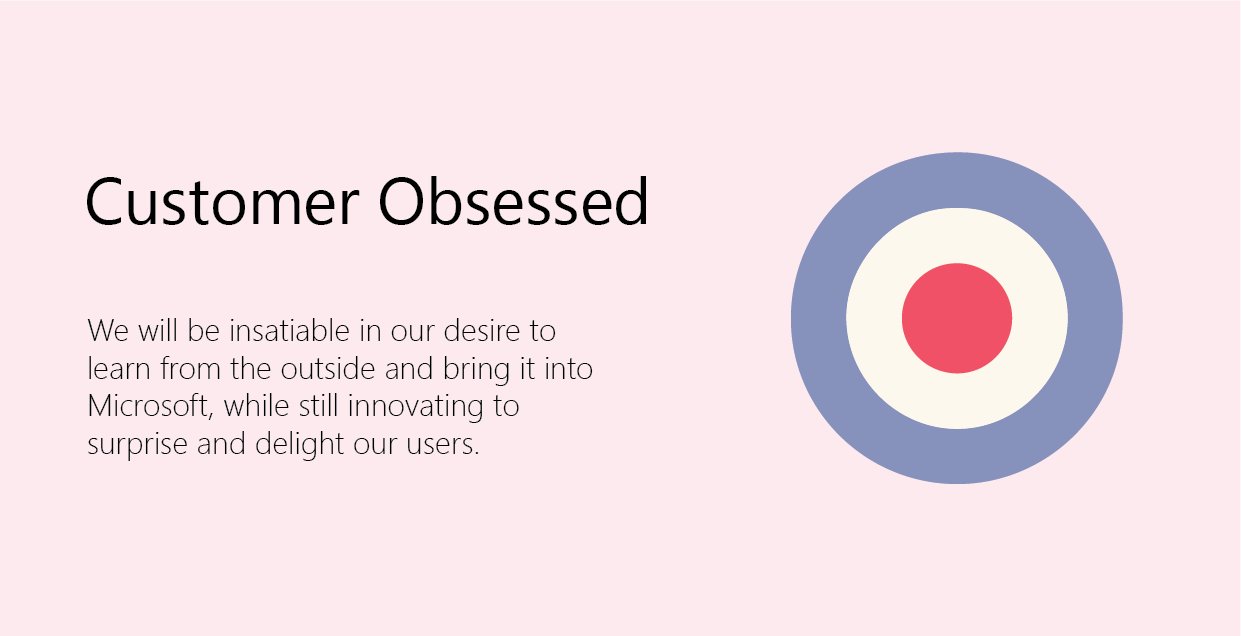 Customer Obsessed
We will be insatiable in our desire to
learn from the outside and bring it into
Microsoft, while still innovating to
surprise and delight our users.